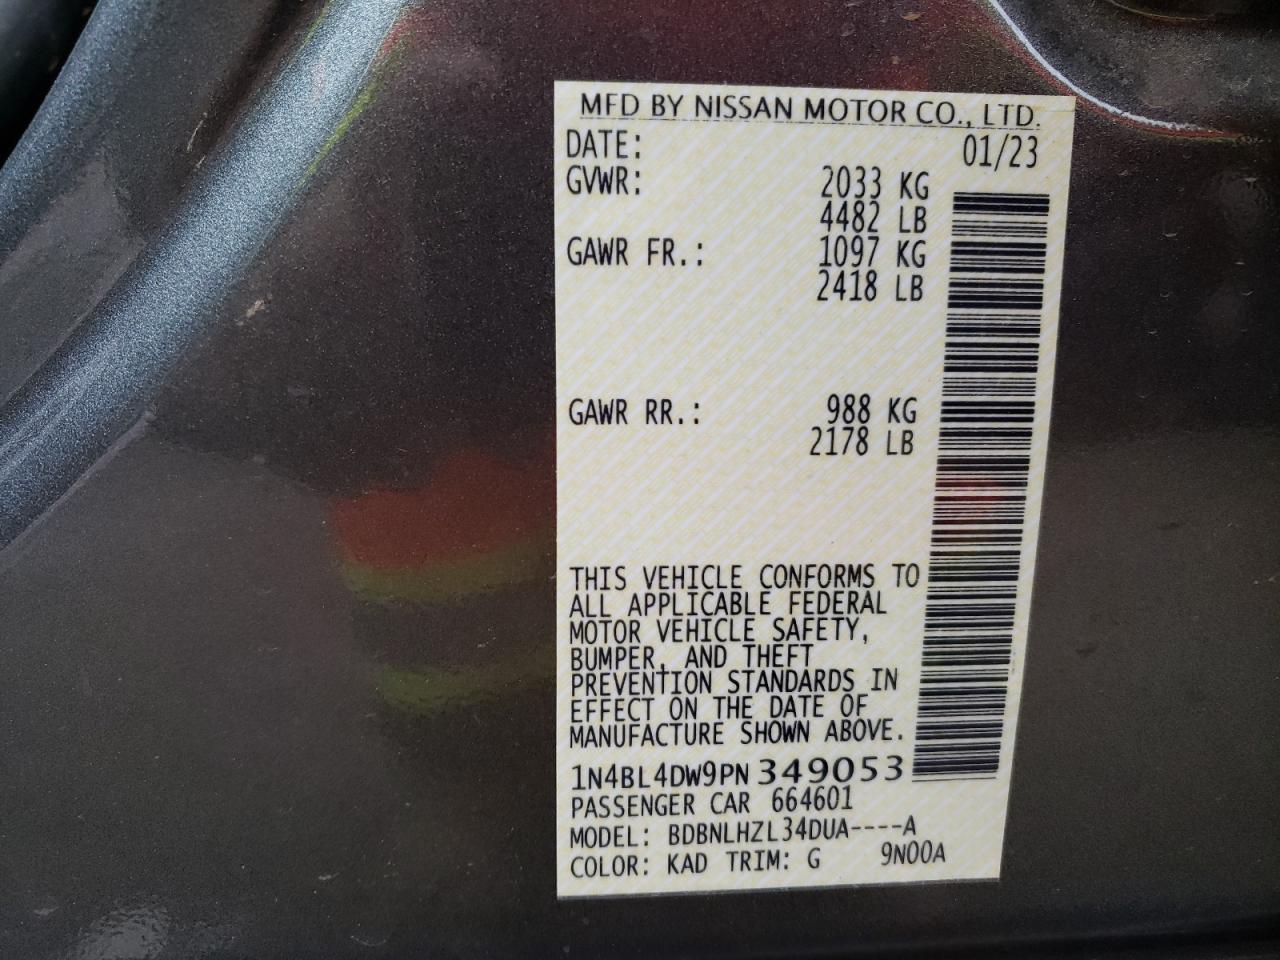 MFD BY NISSAN MOTOR CO., LTD.
DATE: 01/23
GVWR: 2033 KG
4482 LB
GAWR FR.: 1097 KG
2418 LB
GAWR RR.: 988 KG
2178 LB
THIS VEHICLE CONFORMS TO
ALL APPLICABLE FEDERAL
MOTOR VEHICLE SAFETY,
BUMPER, AND THEFT
PREVENTION STANDARDS IN
EFFECT ON THE DATE OF
MANUFACTURE SHOWN ABOVE.
1N4BL4DW9PN349053
PASSENGER CAR 664601
MODEL: BDBNLHZL34DUA----A
COLOR: KAD TRIM: G 9N00A